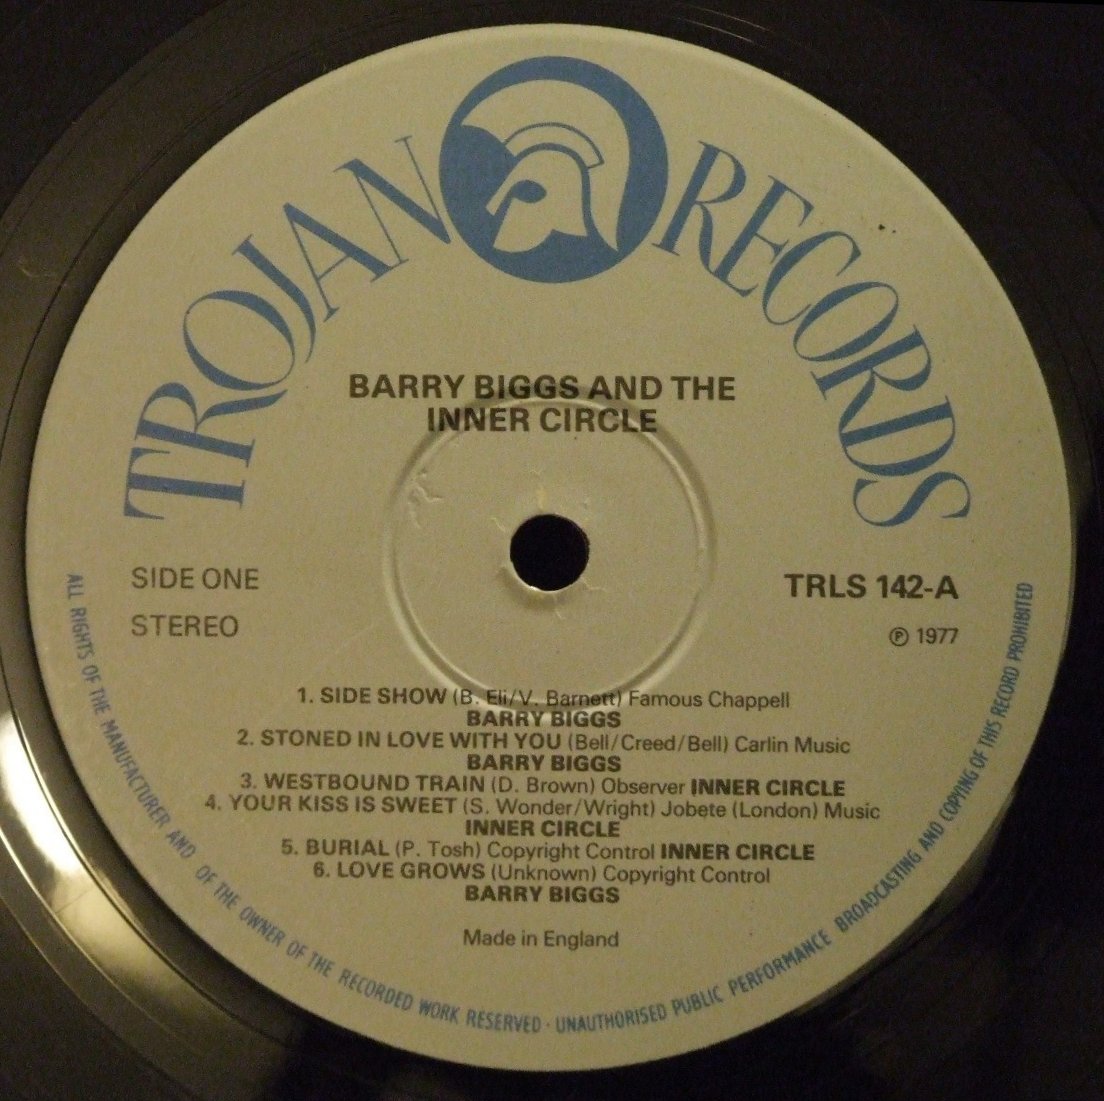 TROJAN RECORDS
BARRY BIGGS AND THE
INNER CIRCLE
SIDE ONE
STEREO
TRLS 142-A
℗ 1977
1. SIDE SHOW (B. Eli/V. Barnett) Famous Chappell
BARRY BIGGS
2. STONED IN LOVE WITH YOU (Bell/Creed/Bell) Carlin Music
BARRY BIGGS
3. WESTBOUND TRAIN (D. Brown) Observer INNER CIRCLE
4. YOUR KISS IS SWEET (S. Wonder/Wright) Jobete (London) Music
INNER CIRCLE
5. BURIAL (P. Tosh) Copyright Control INNER CIRCLE
6. LOVE GROWS (Unknown) Copyright Control
BARRY BIGGS
Made in England
ALL RIGHTS OF THE MANUFACTURER AND OF THE OWNER OF THE RECORDED WORK RESERVED · UNAUTHORISED PUBLIC PERFORMANCE BROADCASTING AND COPYING OF THIS RECORD PROHIBITED